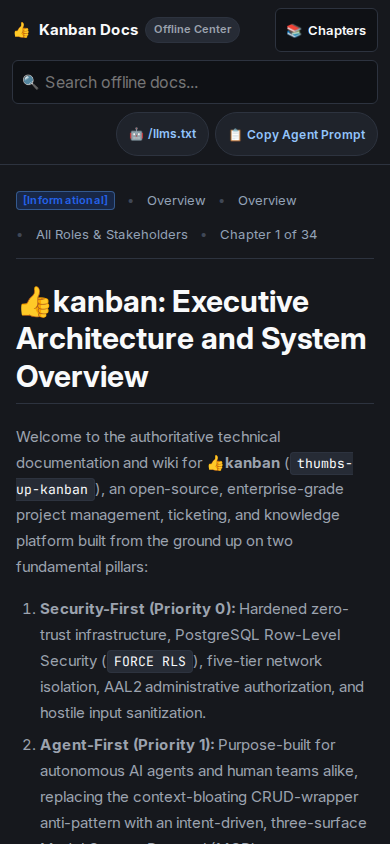 👍 Kanban Docs Offline Center 📚 Chapters
🔍 Search offline docs...
🤖 /llms.txt 📋 Copy Agent Prompt
[Informational] • Overview • Overview
• All Roles & Stakeholders • Chapter 1 of 34
👍kanban: Executive
Architecture and System
Overview
Welcome to the authoritative technical
documentation and wiki for 👍kanban (thumbs-
up-kanban), an open-source, enterprise-grade
project management, ticketing, and knowledge
platform built from the ground up on two
fundamental pillars:
1. Security-First (Priority 0): Hardened zero-
trust infrastructure, PostgreSQL Row-Level
Security (FORCE RLS), five-tier network
isolation, AAL2 administrative authorization, and
hostile input sanitization.
2. Agent-First (Priority 1): Purpose-built for
autonomous AI agents and human teams alike,
replacing the context-bloating CRUD-wrapper
anti-pattern with an intent-driven, three-surface